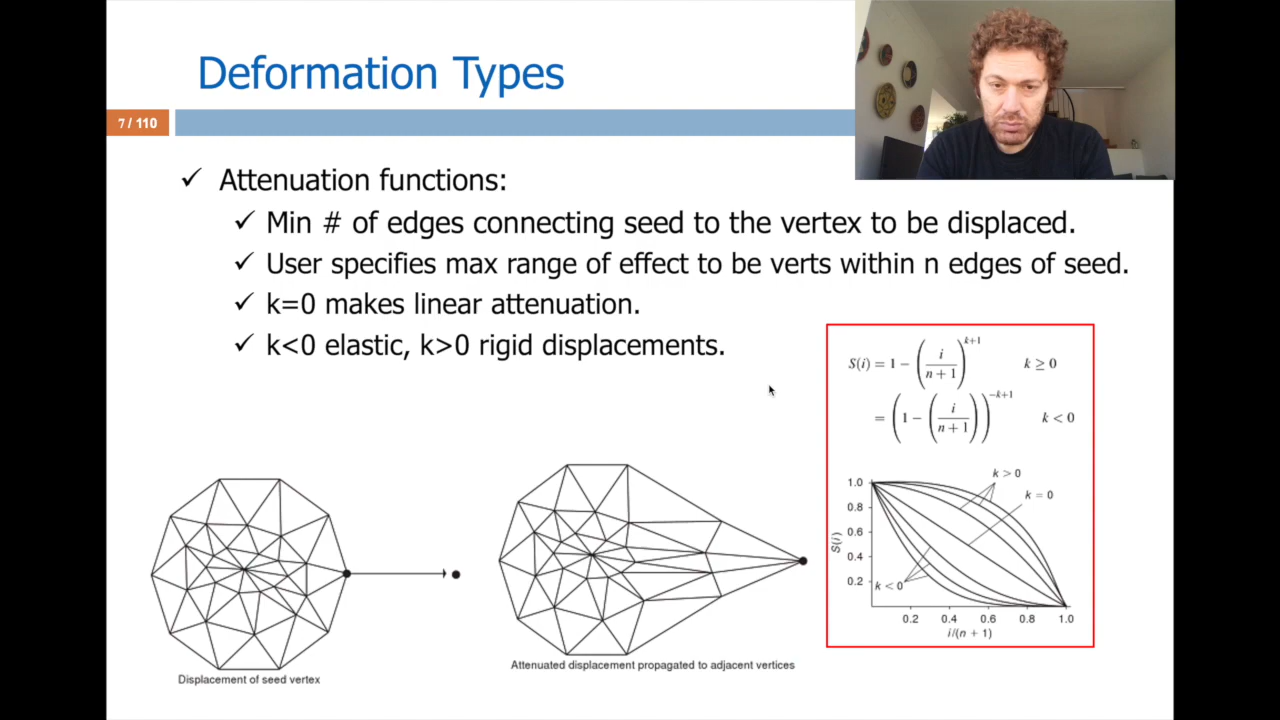 Deformation Types
7 / 110
✓ Attenuation functions:
✓ Min # of edges connecting seed to the vertex to be displaced.
✓ User specifies max range of effect to be verts within n edges of seed.
✓ k=0 makes linear attenuation.
✓ k<0 elastic, k>0 rigid displacements.
S(i) = 1 − (i / (n + 1))^(k+1) k ≥ 0
= (1 − (i / (n + 1)))^(−k+1) k < 0
k > 0
k = 0
k < 0
1.0
0.8
0.6
0.4
0.2
S(i)
0.2 0.4 0.6 0.8 1.0
i/(n + 1)
Displacement of seed vertex
Attenuated displacement propagated to adjacent vertices